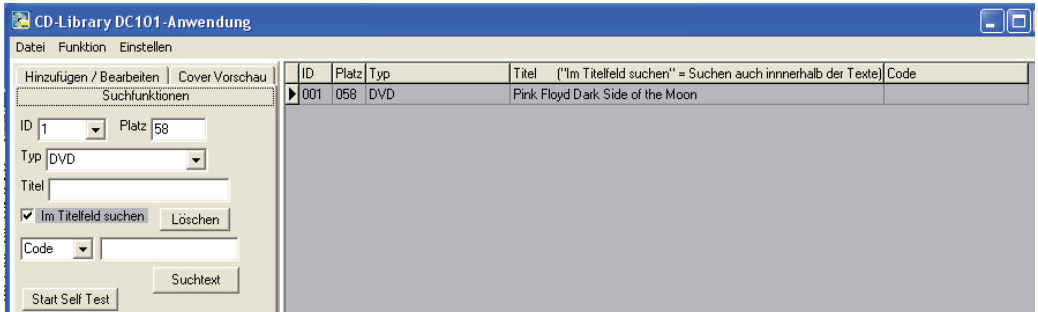 CD-Library DC101-Anwendung
Datei Funktion Einstellen
Hinzufügen / Bearbeiten Cover Vorschau
Suchfunktionen
ID 1 Platz 58
Typ DVD
Titel
Im Titelfeld suchen Löschen
Code
Suchtext
Start Self Test
ID Platz Typ Titel ("Im Titelfeld suchen" = Suchen auch innnerhalb der Texte) Code
001 058 DVD Pink Floyd Dark Side of the Moon